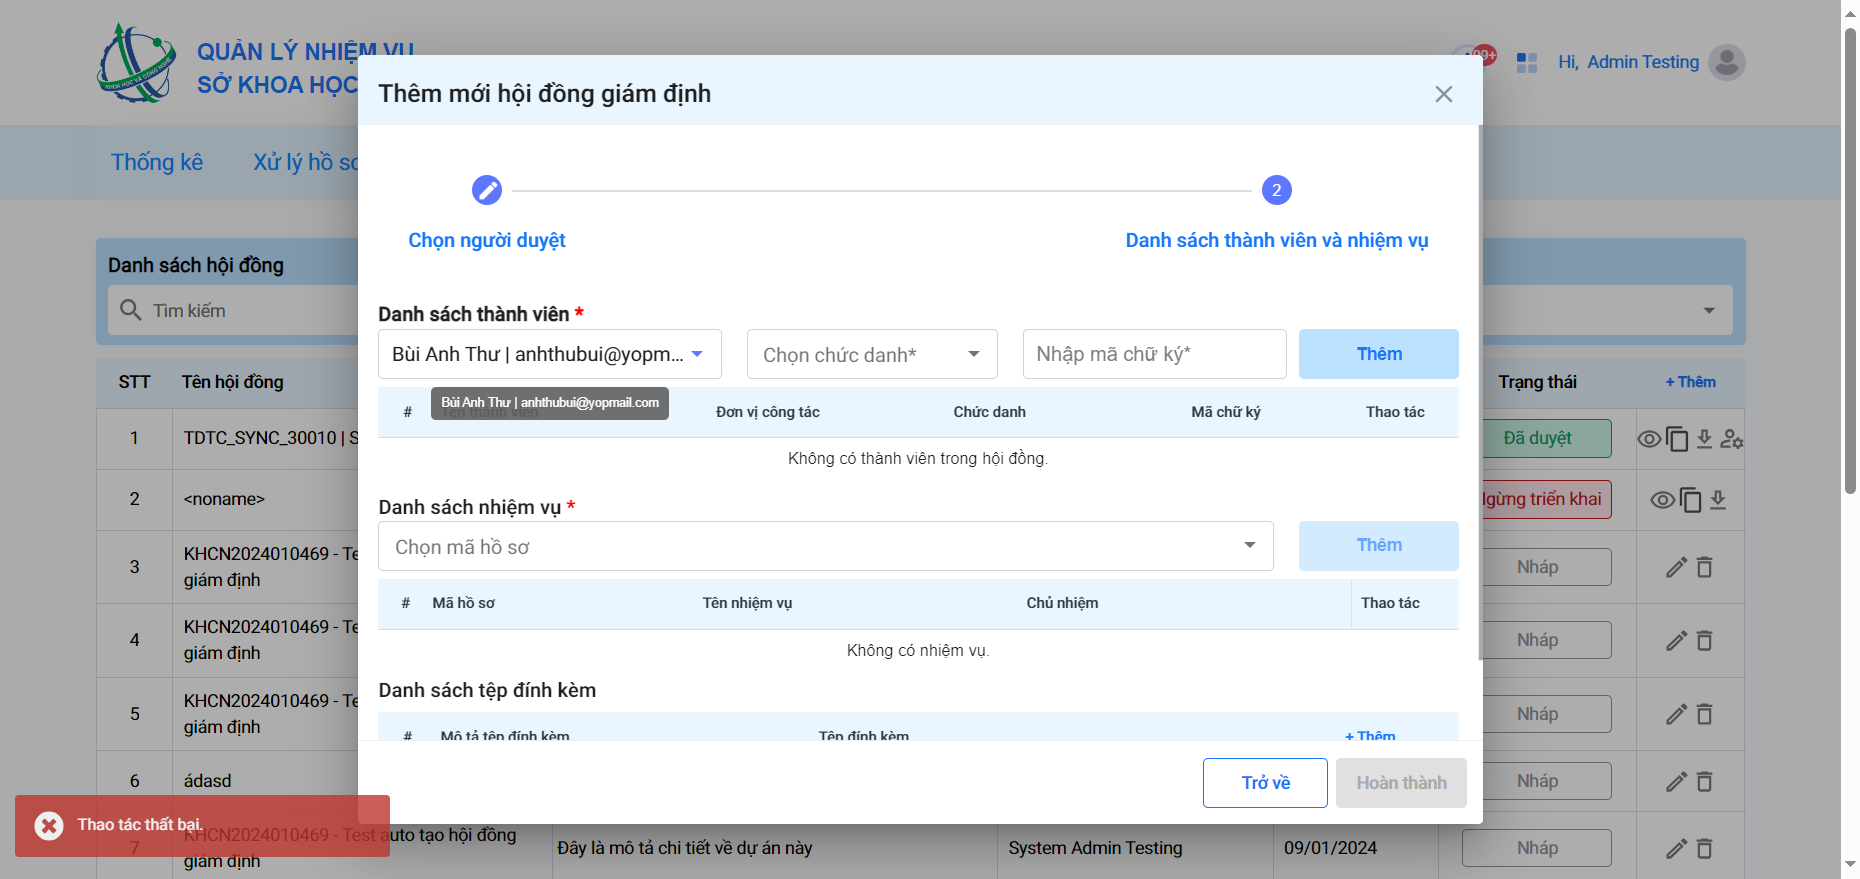 QUẢN LÝ NHIỆM VỤ
SỞ KHOA HỌC
KHOA HỌC VÀ CÔNG NGHỆ
99+
Hi, Admin Testing
Thống kê
Xử lý hồ sơ
Thêm mới hội đồng giám định
2
Chọn người duyệt
Danh sách thành viên và nhiệm vụ
Danh sách hội đồng
Tìm kiếm
Danh sách thành viên *
Bùi Anh Thư | anhthubui@yopm...
Chọn chức danh*
Nhập mã chữ ký*
Thêm
Bùi Anh Thư | anhthubui@yopmail.com
# Tên thành viên Đơn vị công tác Chức danh Mã chữ ký Thao tác
Không có thành viên trong hội đồng.
Danh sách nhiệm vụ *
Chọn mã hồ sơ
Thêm
# Mã hồ sơ Tên nhiệm vụ Chủ nhiệm Thao tác
Không có nhiệm vụ.
Danh sách tệp đính kèm
# Mô tả tệp đính kèm Tệp đính kèm + Thêm
Trở về
Hoàn thành
STT Tên hội đồng Trạng thái + Thêm
1 TDTC_SYNC_30010 | S Đã duyệt
2 <noname> gừng triển khai
3 KHCN2024010469 - Te Nháp
giám định
4 KHCN2024010469 - Te Nháp
giám định
5 KHCN2024010469 - Te Nháp
giám định
6 ádasd Nháp
7 KHCN2024010469 - Test auto tạo hội đồng Đây là mô tả chi tiết về dự án này System Admin Testing 09/01/2024 Nháp
giám định
Thao tác thất bại.